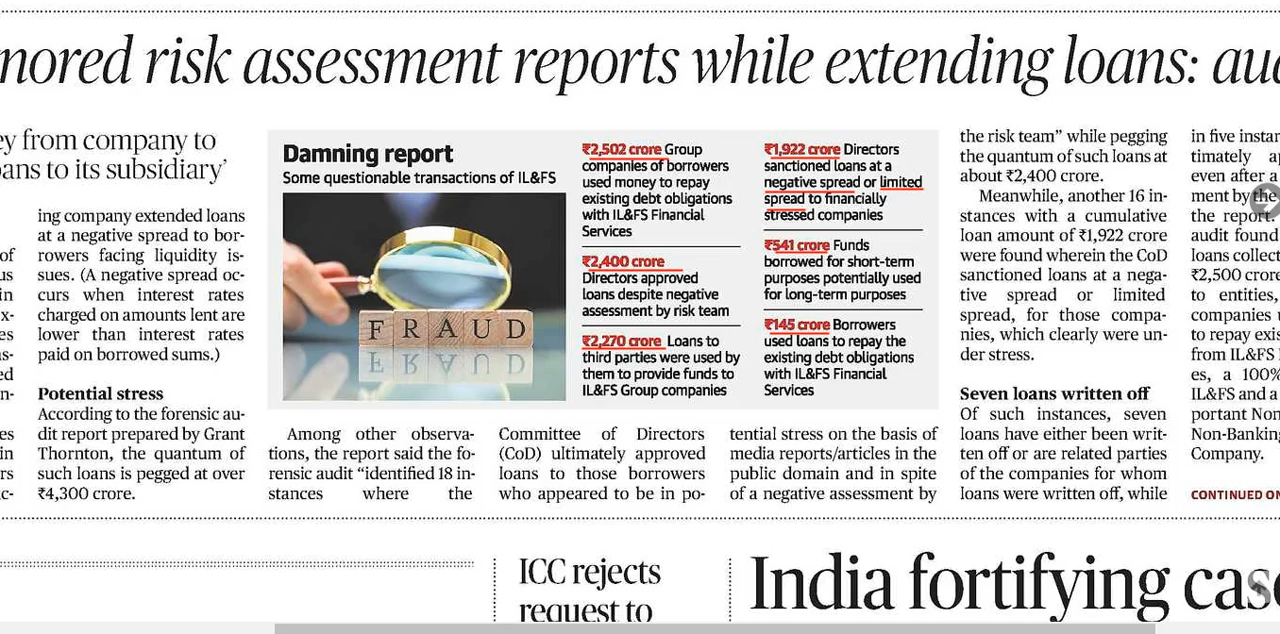 nored risk assessment reports while extending loans: au
ey from company to
ans to its subsidiary’
of
us
in
x-
es
s-
ed
n-
es
in
rs
c-
ing company extended loans
at a negative spread to bor-
rowers facing liquidity is-
sues. (A negative spread oc-
curs when interest rates
charged on amounts lent are
lower than interest rates
paid on borrowed sums.)
Potential stress
According to the forensic au-
dit report prepared by Grant
Thornton, the quantum of
such loans is pegged at over
₹4,300 crore.
Damning report
Some questionable transactions of IL&FS
FRAUD
₹2,502 crore Group
companies of borrowers
used money to repay
existing debt obligations
with IL&FS Financial
Services
₹2,400 crore
Directors approved
loans despite negative
assessment by risk team
₹2,270 crore Loans to
third parties were used by
them to provide funds to
IL&FS Group companies
₹1,922 crore Directors
sanctioned loans at a
negative spread or limited
spread to financially
stressed companies
₹541 crore Funds
borrowed for short-term
purposes potentially used
for long-term purposes
₹145 crore Borrowers
used loans to repay the
existing debt obligations
with IL&FS Financial
Services
Among other observa-
tions, the report said the fo-
rensic audit “identified 18 in-
stances where the
Committee of Directors
(CoD) ultimately approved
loans to those borrowers
who appeared to be in po-
tential stress on the basis of
media reports/articles in the
public domain and in spite
of a negative assessment by
the risk team” while pegging
the quantum of such loans at
about ₹2,400 crore.
Meanwhile, another 16 in-
stances with a cumulative
loan amount of ₹1,922 crore
were found wherein the CoD
sanctioned loans at a nega-
tive spread or limited
spread, for those compa-
nies, which clearly were un-
der stress.
Seven loans written off
Of such instances, seven
loans have either been writ-
ten off or are related parties
of the companies for whom
loans were written off, while
in five instan
timately a
even after a
ment by the
the report.
audit found
loans collect
₹2,500 crore
to entities,
companies
to repay exis
from IL&FS
es, a 100%
IL&FS and a
portant Non
Non-Banking
Company.
CONTINUED ON
ICC rejects
request to
India fortifying cas